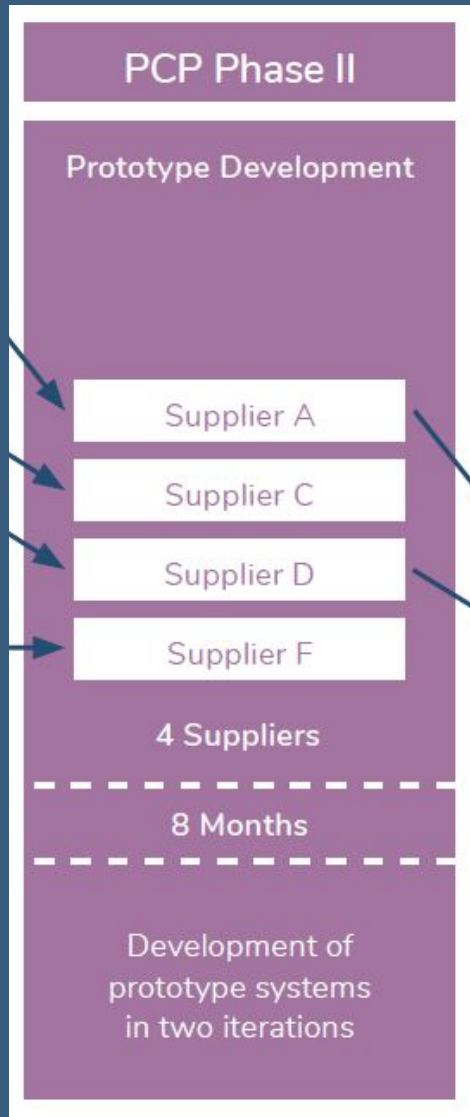 PCP Phase II
Prototype Development
Supplier A
Supplier C
Supplier D
Supplier F
4 Suppliers
8 Months
Development of
prototype systems
in two iterations